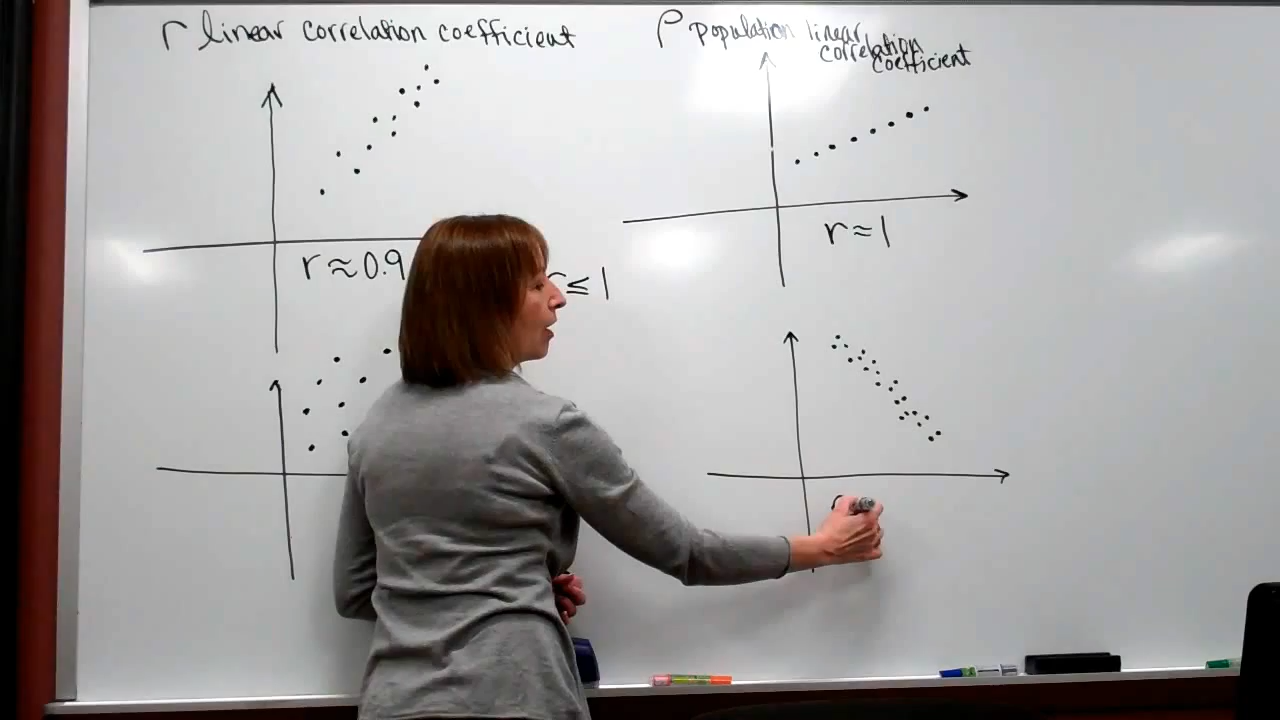 r linear correlation coefficient
ρ population linear
correlation
coefficient
r≈0.9
r≤1
r≈1
r